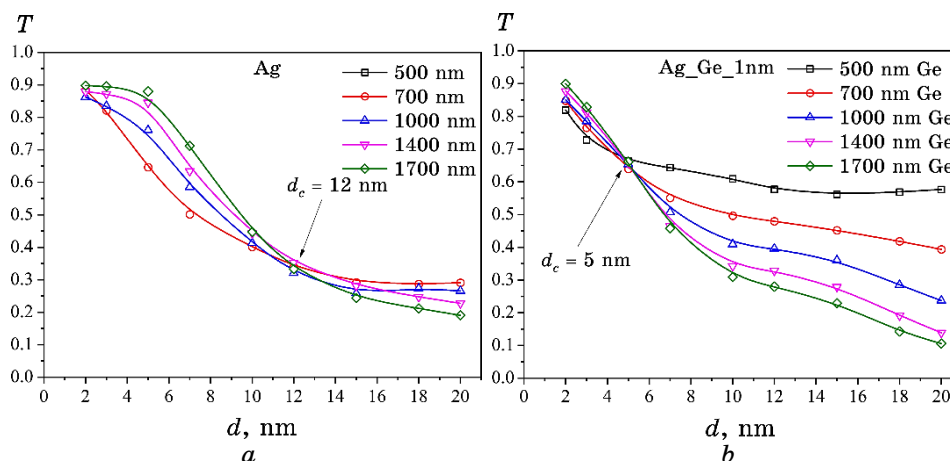 T
1.0
0.9
0.8
0.7
0.6
0.5
0.4
0.3
0.2
0.1
0.0
0 2 4 6 8 10 12 14 16 18 20
d, nm
a
Ag
500 nm
700 nm
1000 nm
1400 nm
1700 nm
d_c = 12 nm
T
1.0
0.9
0.8
0.7
0.6
0.5
0.4
0.3
0.2
0.1
0.0
0 2 4 6 8 10 12 14 16 18 20
d, nm
b
Ag_Ge_1nm
500 nm Ge
700 nm Ge
1000 nm Ge
1400 nm Ge
1700 nm Ge
d_c = 5 nm